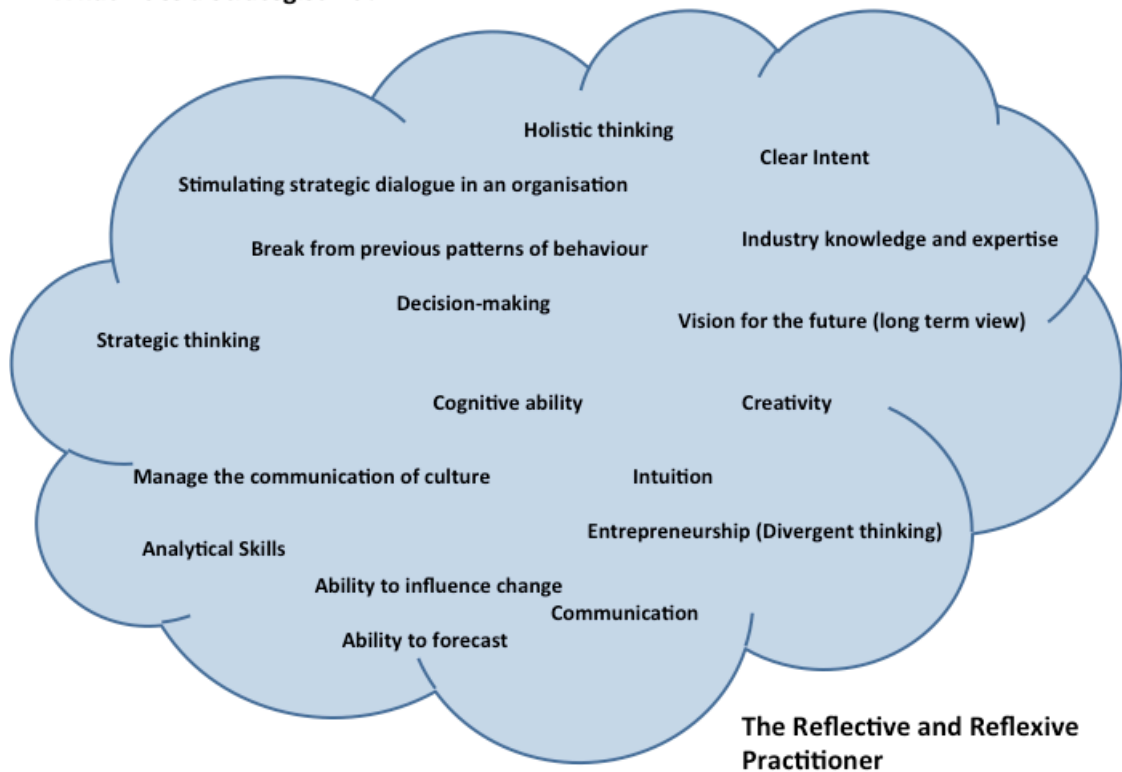 Holistic thinking
Clear Intent
Stimulating strategic dialogue in an organisation
Industry knowledge and expertise
Break from previous patterns of behaviour
Decision-making
Vision for the future (long term view)
Strategic thinking
Cognitive ability
Creativity
Manage the communication of culture
Intuition
Entrepreneurship (Divergent thinking)
Analytical Skills
Ability to influence change
Communication
Ability to forecast
The Reflective and Reflexive
Practitioner